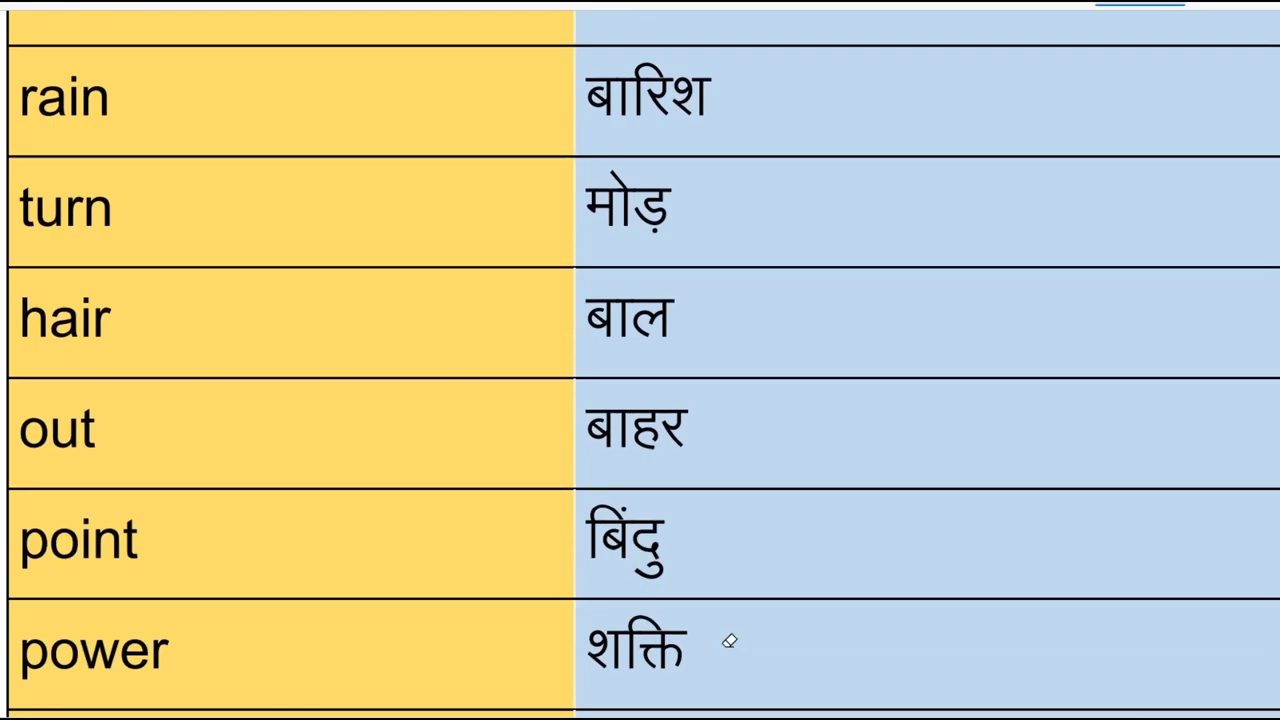 rain बारिश
turn मोड़
hair बाल
out बाहर
point बिंदु
power शक्ति